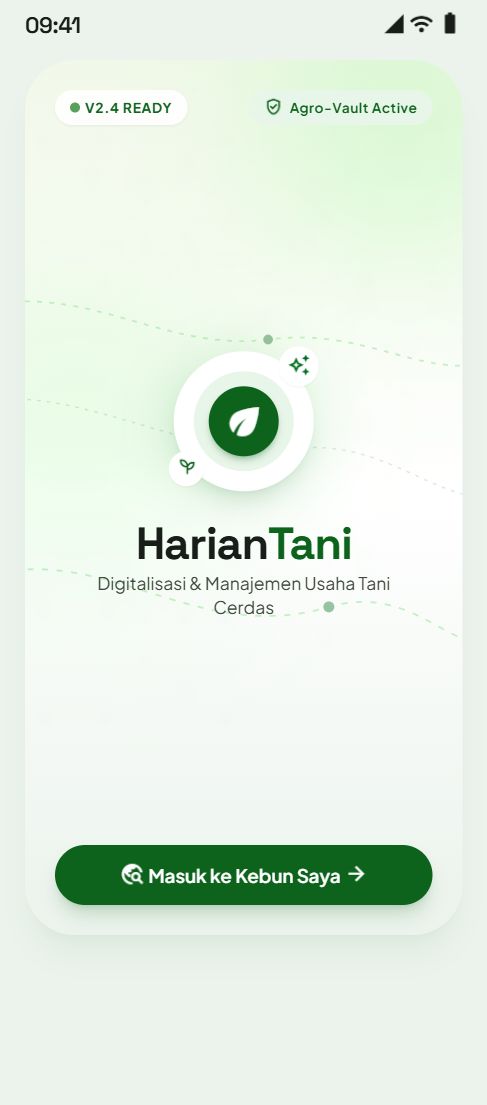 09:41
V2.4 READY
Agro-Vault Active
HarianTani
Digitalisasi & Manajemen Usaha Tani
Cerdas
Masuk ke Kebun Saya →